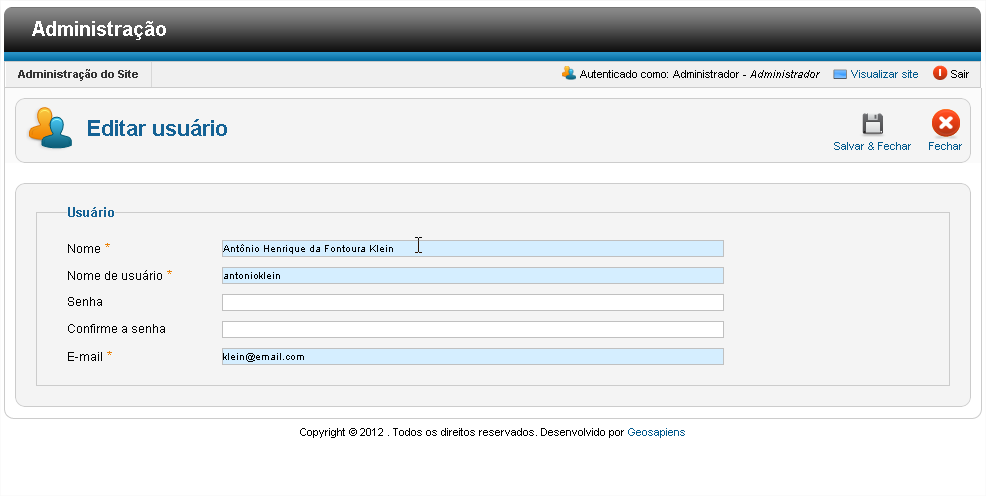 Administração
Administração do Site
Autenticado como: Administrador - Administrador Visualizar site Sair
Editar usuário
Salvar & Fechar Fechar
Usuário
Nome * Antônio Henrique da Fontoura Klein
Nome de usuário * antonioklein
Senha
Confirme a senha
E-mail * klein@email.com
Copyright © 2012 . Todos os direitos reservados. Desenvolvido por Geosapiens